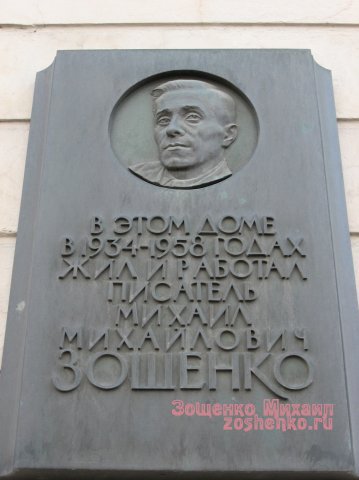 В ЭТОМ ДОМЕ
В 1934-1958 ГОДАХ
ЖИЛ И РАБОТАЛ
ПИСАТЕЛЬ
МИХАИЛ
МИХАЙЛОВИЧ
ЗОЩЕНКО
Зощенко Михаил
zoshenko.ru